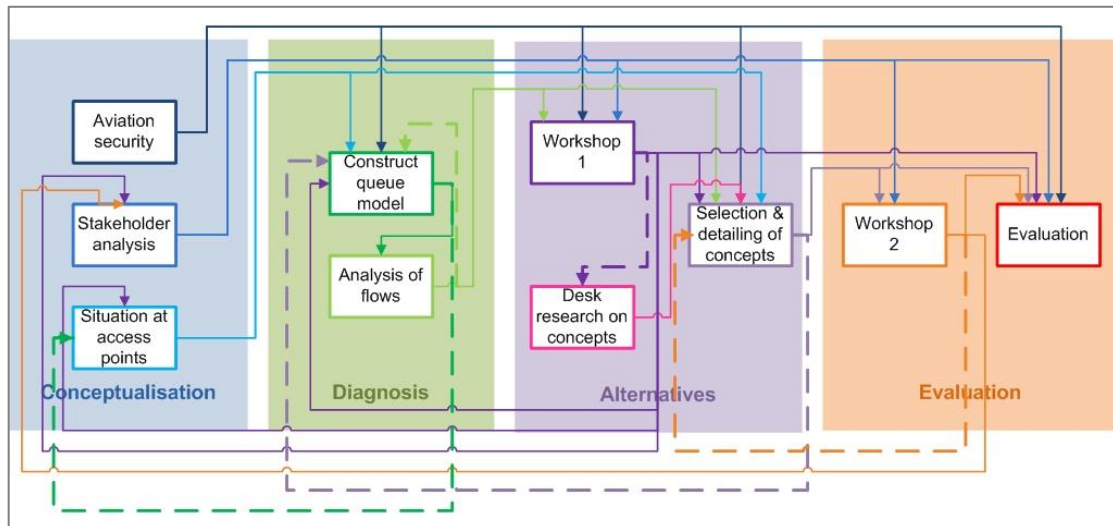 Aviation
security
Stakeholder
analysis
Situation at
access
points
Conceptualisation
Construct
queue
model
Analysis of
flows
Diagnosis
Workshop
1
Selection &
detailing of
concepts
Desk
research on
concepts
Alternatives
Workshop
2
Evaluation
Evaluation